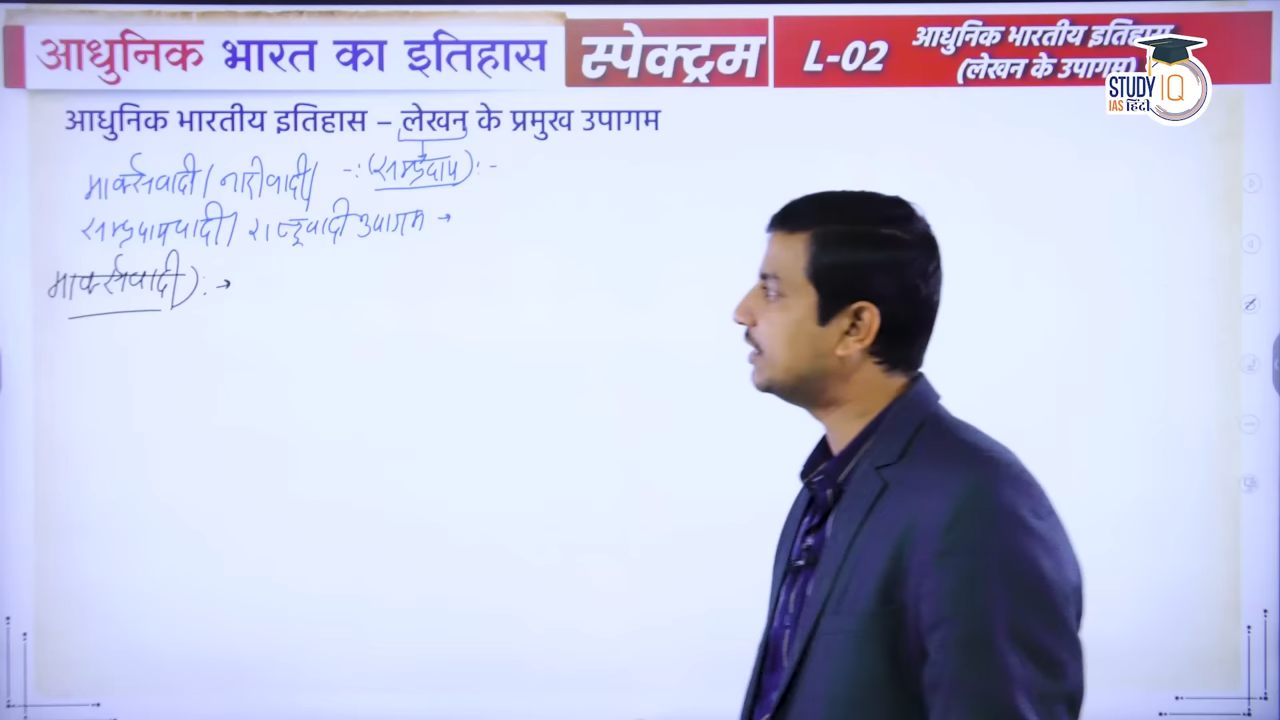 आधुनिक भारत का इतिहास
स्पेक्ट्रम
L-02
आधुनिक भारतीय इतिहास
(लेखन के उपागम)
STUDY IQ
IAS हिंदी
आधुनिक भारतीय इतिहास – लेखन के प्रमुख उपागम
मार्क्सवादी / नारीवादी / -: (सम्प्रदाय) :-
सम्प्रदायवादी / राष्ट्रवादी उपागम →
मार्क्सवादी) : →